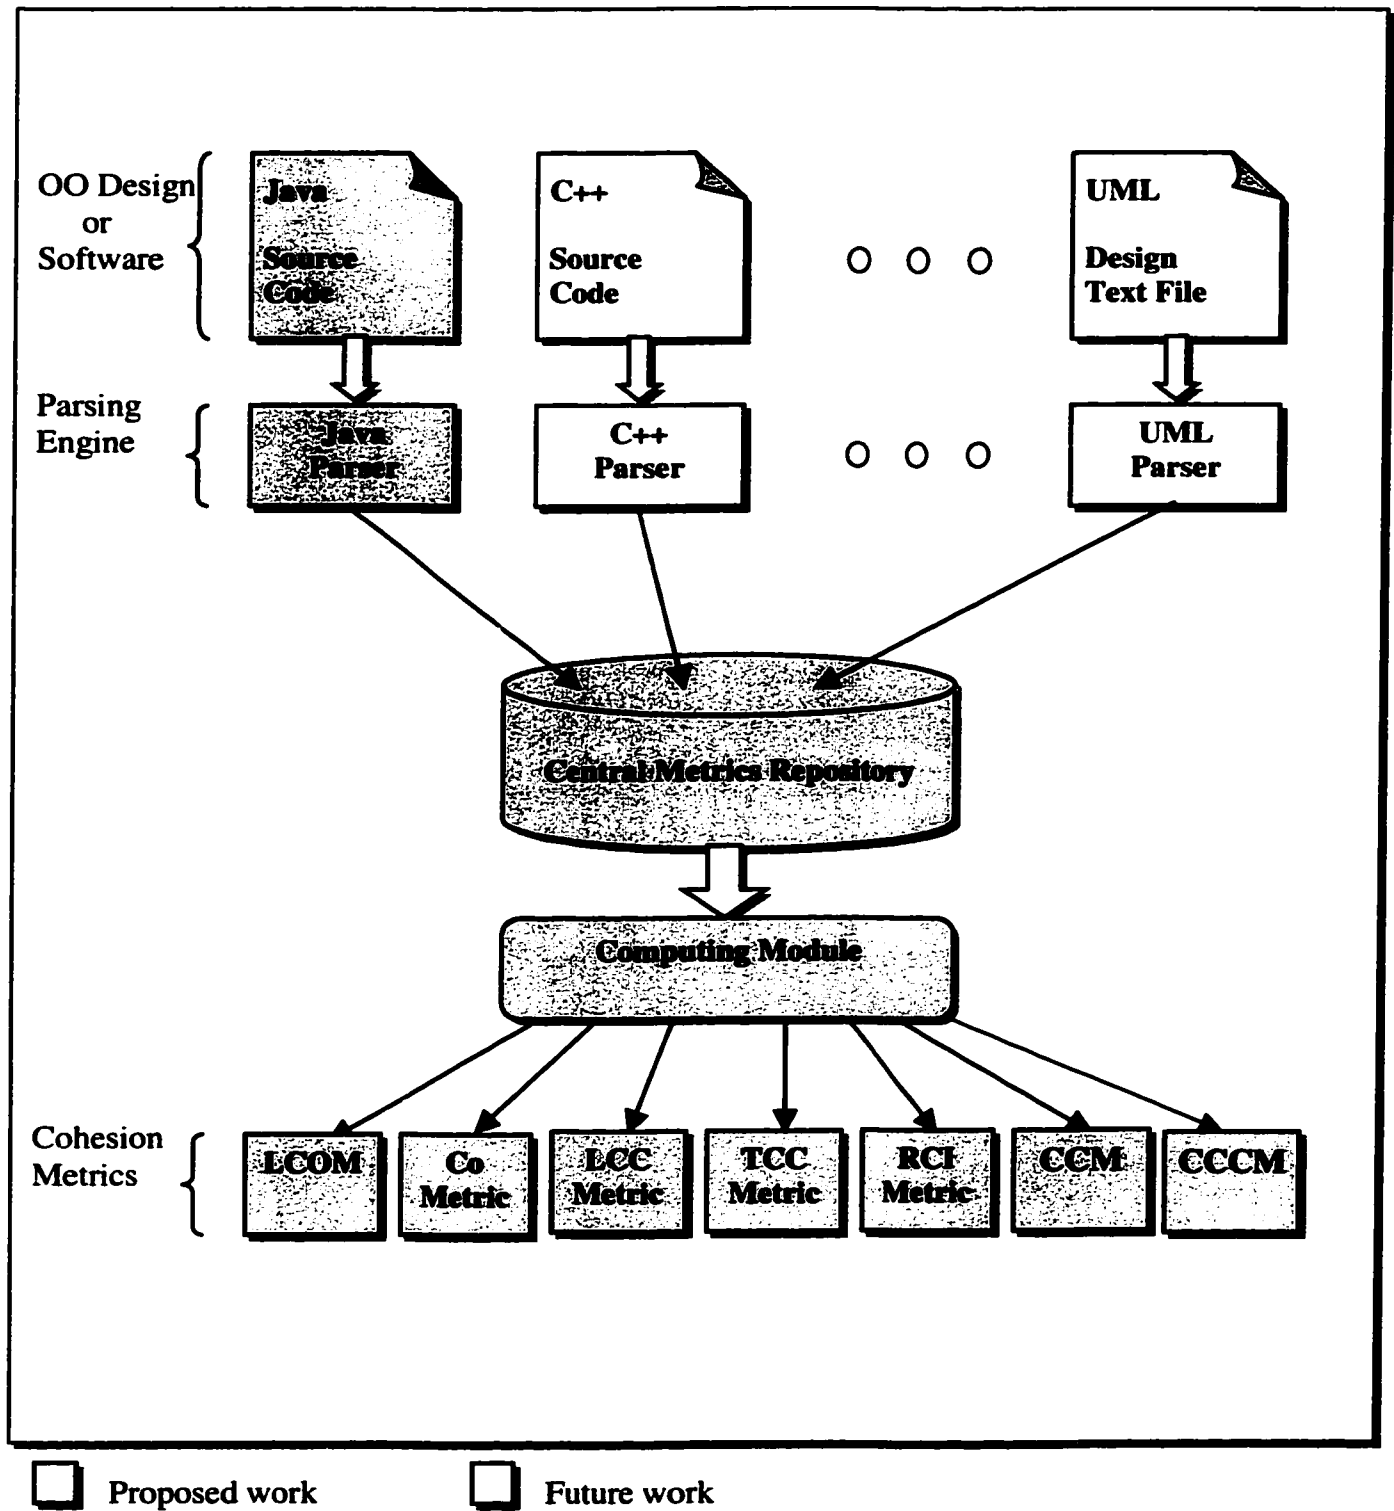 OO Design
or
Software
Java
Source
Code
C++
Source
Code
UML
Design
Text File
Parsing
Engine
Java
Parser
C++
Parser
UML
Parser
Central Metrics Repository
Computing Module
Cohesion
Metrics
LCOM
Co
Metric
LCC
Metric
TCC
Metric
RCI
Metric
CCM
CCCM
Proposed work
Future work